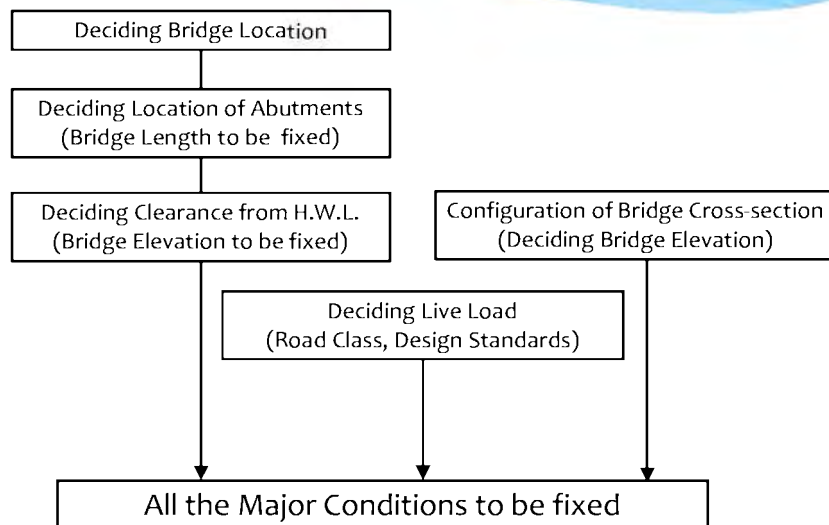 Deciding Bridge Location
Deciding Location of Abutments
(Bridge Length to be fixed)
Deciding Clearance from H.W.L.
(Bridge Elevation to be fixed)
Configuration of Bridge Cross-section
(Deciding Bridge Elevation)
Deciding Live Load
(Road Class, Design Standards)
All the Major Conditions to be fixed